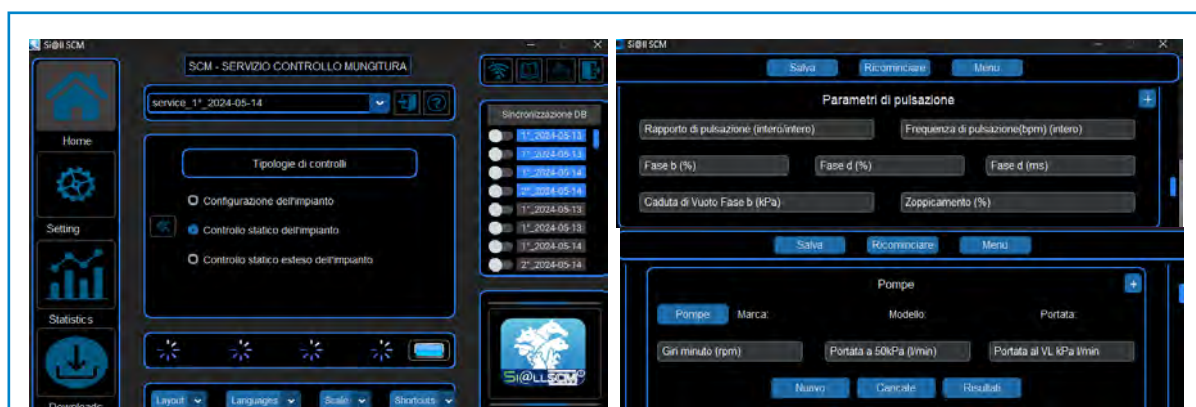 Si@ll SCM
SCM - SERVIZIO CONTROLLO MUNGITURA
service_1°_2024-05-14
Home
Setting
Statistics
Downloads
Tipologie di controlli
Configurazione dell'impianto
Controllo statico dell'impianto
Controllo statico esteso dell'impianto
Layout
Languages
Scale
Shortcuts
Sincronizzazione DB
1°_2024-05-13
1°_2024-05-13
1°_2024-05-14
2°_2024-05-14
1°_2024-05-13
1°_2024-05-13
1°_2024-05-14
2°_2024-05-14
Si@LLSCM
Si@ll SCM
Salva Ricominciare Menu
Parametri di pulsazione
+
Rapporto di pulsazione (intero/intero) Frequenza di pulsazione(bpm) (intero)
Fase b (%) Fase d (%) Fase d (ms)
Caduta di Vuoto Fase b (kPa) Zoppicamento (%)
Salva Ricominciare Menu
Pompe
+
Pompe Marca: Modello: Portata:
Giri minuto (rpm) Portata a 50kPa (l/min) Portata al VL kPa l/min
Nuovo Cancate Resultati